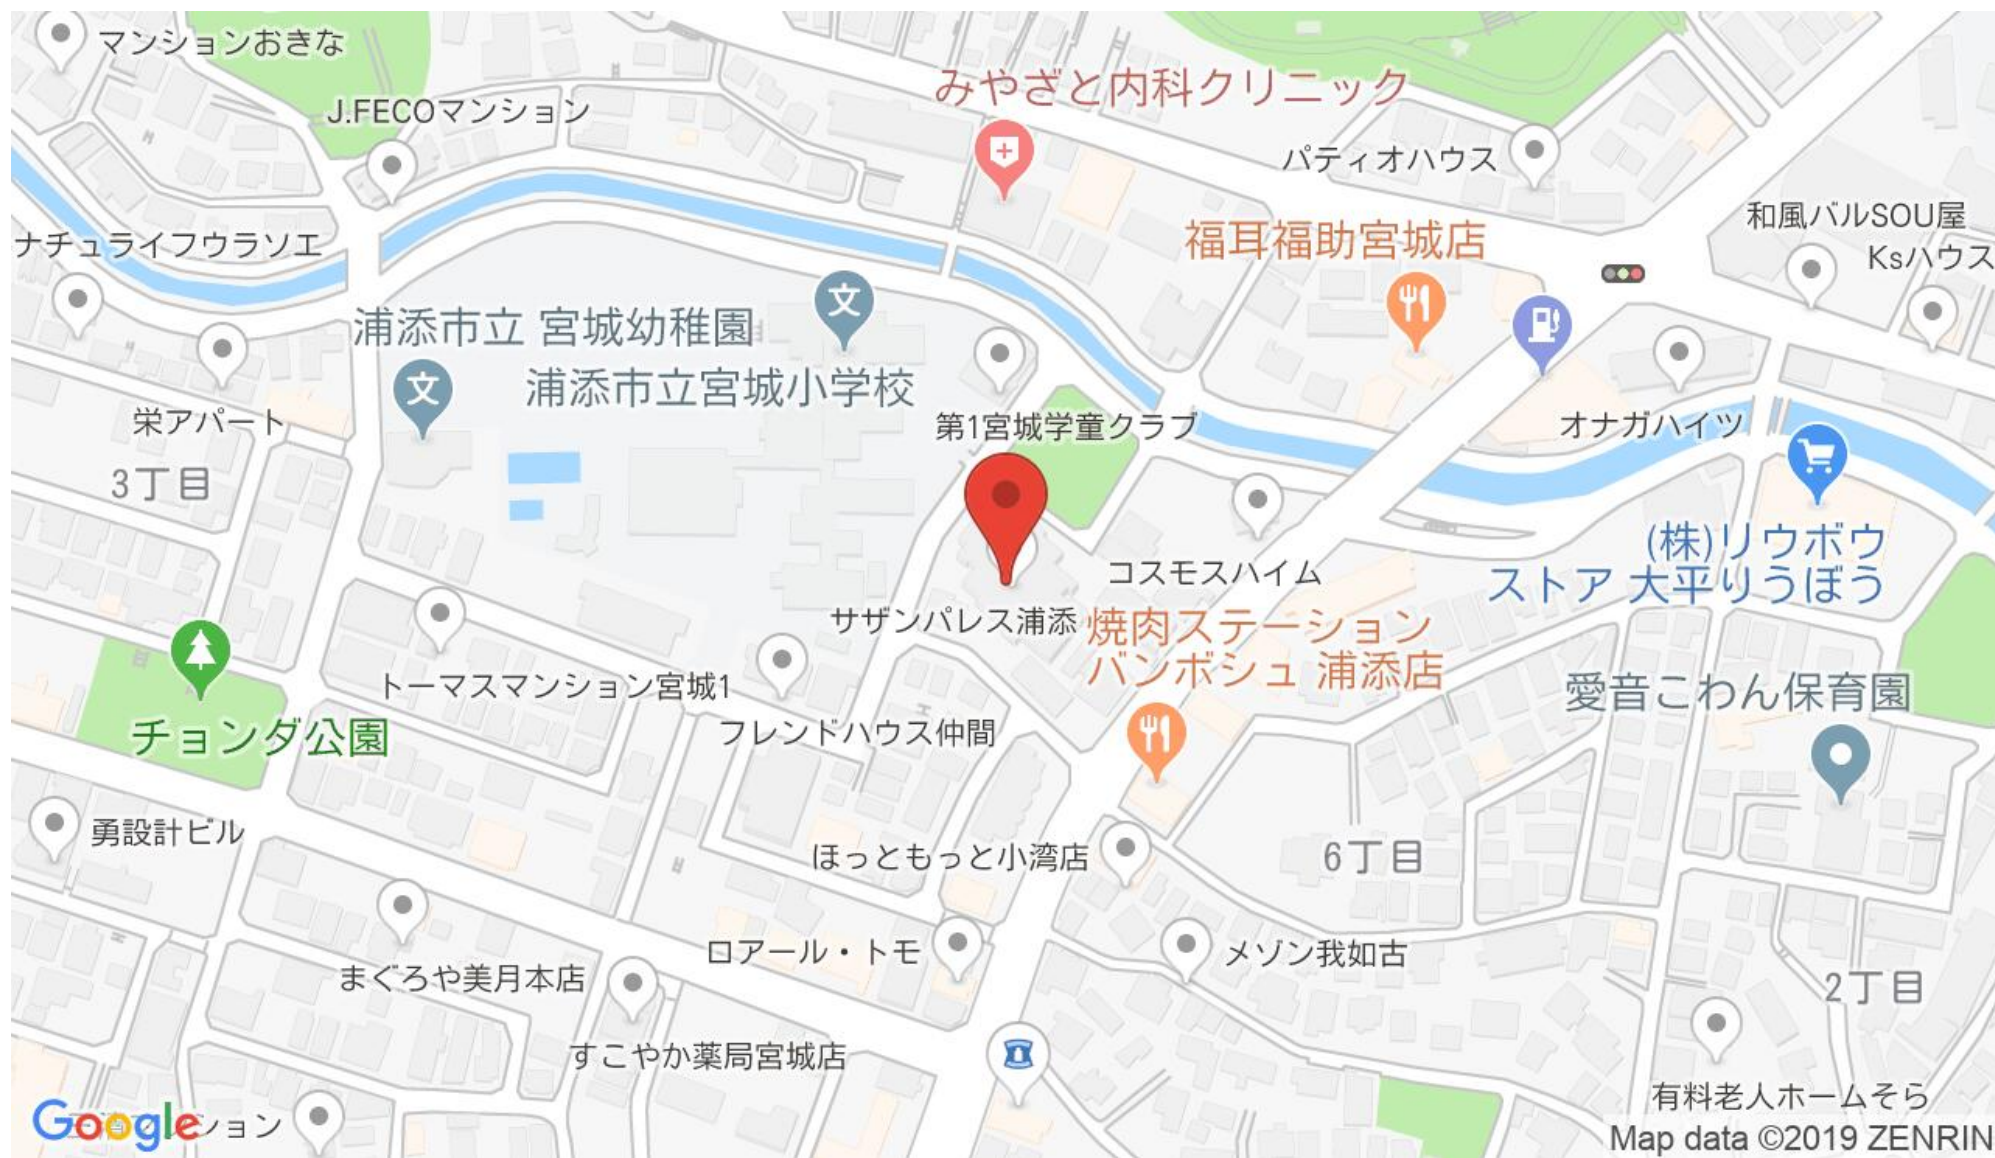 マンションおきな
J.FECOマンション
みやざと内科クリニック
パティオハウス
和風バルSOU屋
Ksハウス
ナチュライフウラソエ
福耳福助宮城店
浦添市立 宮城幼稚園
浦添市立宮城小学校
栄アパート
第1宮城学童クラブ
オナガハイツ
3丁目
(株)リウボウ
ストア 大平りうぼう
コスモスハイム
サザンパレス浦添
焼肉ステーション
バンボシュ 浦添店
トーマスマンション宮城1
愛音こわん保育園
チョンダ公園
フレンドハウス仲間
勇設計ビル
ほっともっと小湾店
6丁目
ロアール・トモ
メゾン我如古
まぐろや美月本店
2丁目
すこやか薬局宮城店
有料老人ホームそら
Google
ション
Map data ©2019 ZENRIN